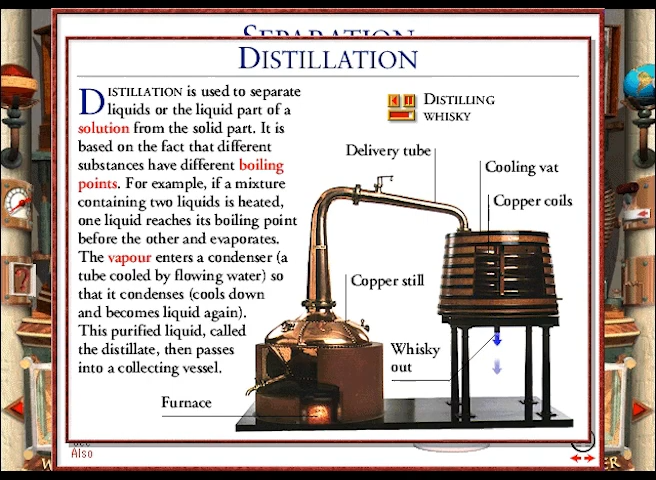 SEPARATION
DISTILLATION
DISTILLATION is used to separate
liquids or the liquid part of a
solution from the solid part. It is
based on the fact that different
substances have different boiling
points. For example, if a mixture
containing two liquids is heated,
one liquid reaches its boiling point
before the other and evaporates.
The vapour enters a condenser (a
tube cooled by flowing water) so
that it condenses (cools down
and becomes liquid again).
This purified liquid, called
the distillate, then passes
into a collecting vessel.
DISTILLING
WHISKY
Delivery tube
Cooling vat
Copper coils
Copper still
Whisky
out
Furnace
See
Also